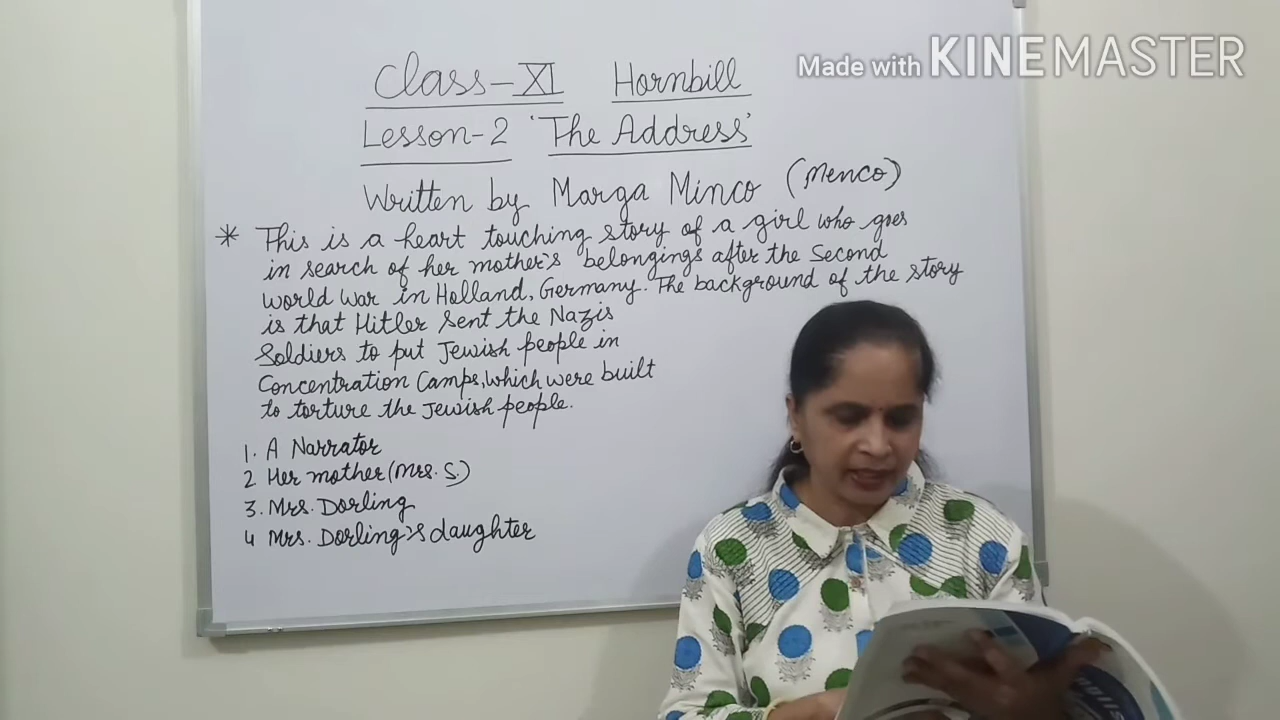 Made with KINEMASTER
Class-XI Hornbill
Lesson-2 'The Address'
Written by Marga Minco (Menco)
* This is a heart touching story of a girl who goes
in search of her mother's belongings after the Second
world war in Holland, Germany. The background of the story
is that Hitler sent the Nazis
Soldiers to put Jewish people in
Concentration Camps, which were built
to torture the Jewish people.
1. A Narrator
2 Her mother (Mrs. S.)
3. Mrs. Dorling
4 Mrs. Dorling's daughter